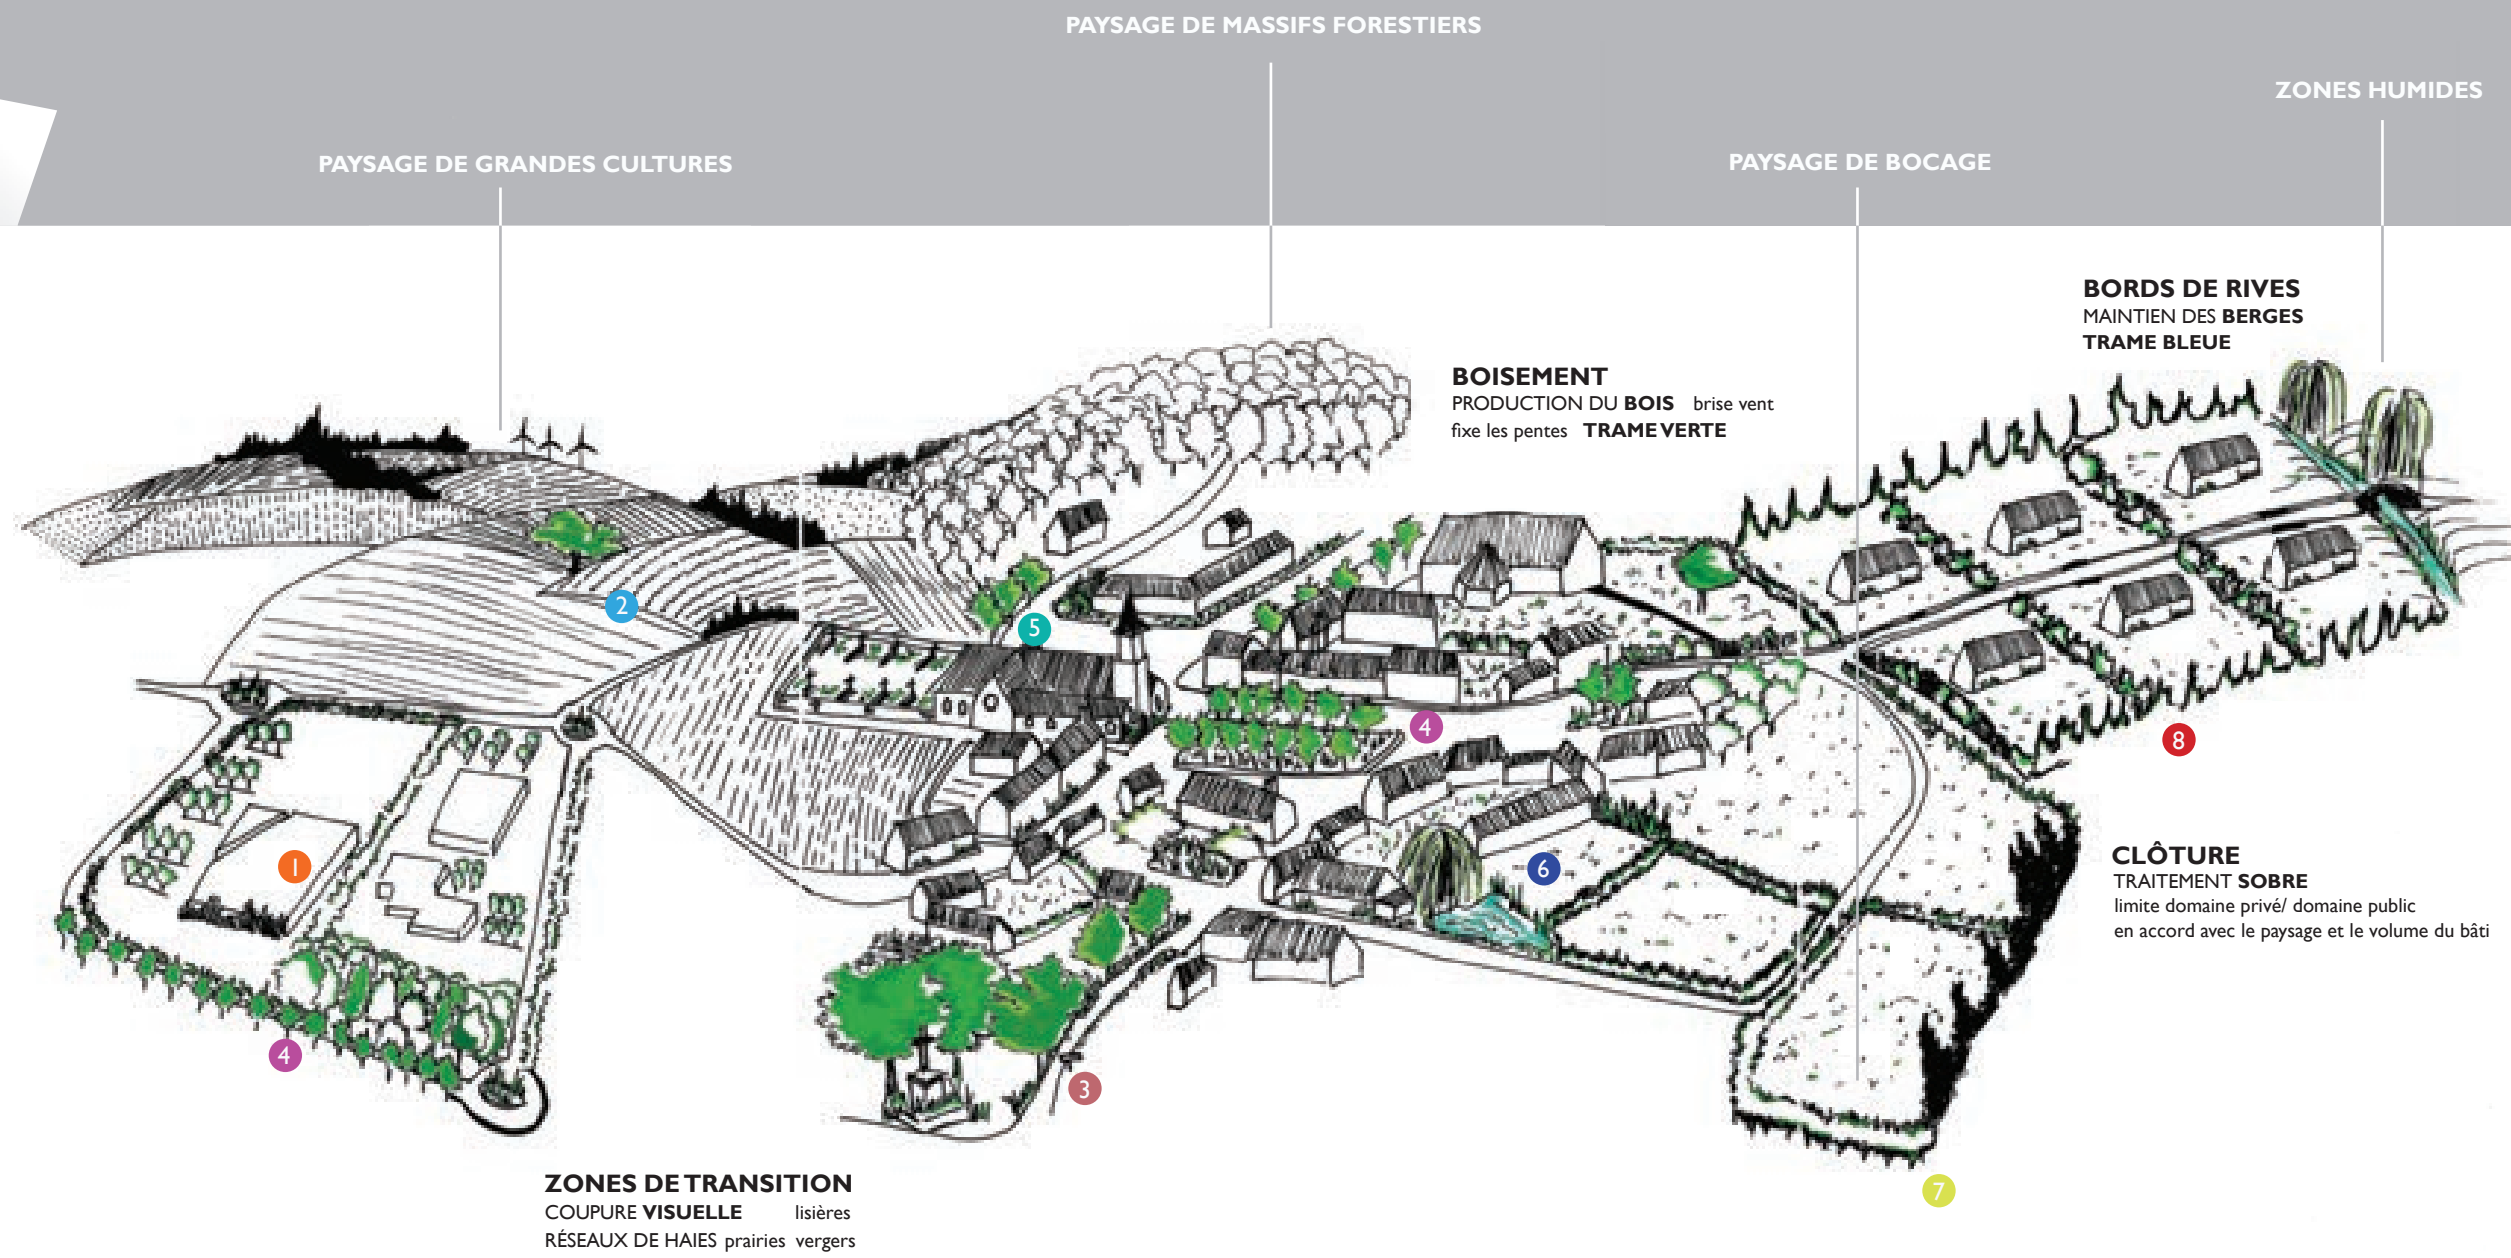 PAYSAGE DE MASSIFS FORESTIERS
ZONES HUMIDES
PAYSAGE DE GRANDES CULTURES
PAYSAGE DE BOCAGE
BORDS DE RIVES
MAINTIEN DES BERGES
TRAME BLEUE
BOISEMENT
PRODUCTION DU BOIS brise vent
fixe les pentes TRAME VERTE
2
5
4
8
1
6
CLÔTURE
TRAITEMENT SOBRE
limite domaine privé/ domaine public
en accord avec le paysage et le volume du bâti
4
3
7
ZONES DE TRANSITION
COUPURE VISUELLE lisières
RÉSEAUX DE HAIES prairies vergers